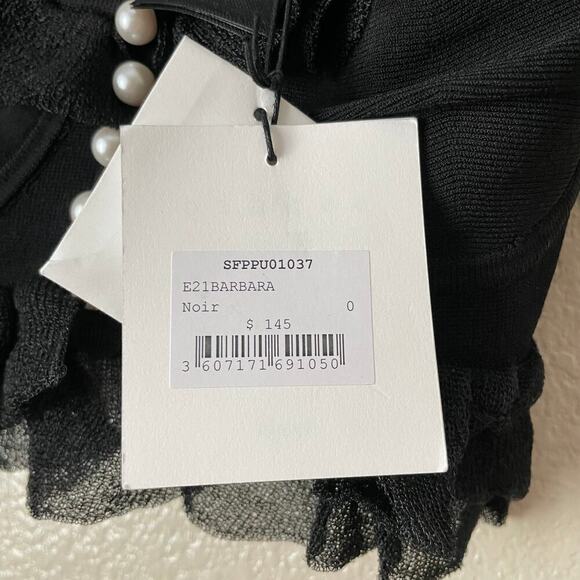 SFPPU01037
E21BARBARA
Noir 0
$ 145
3 607171 691050